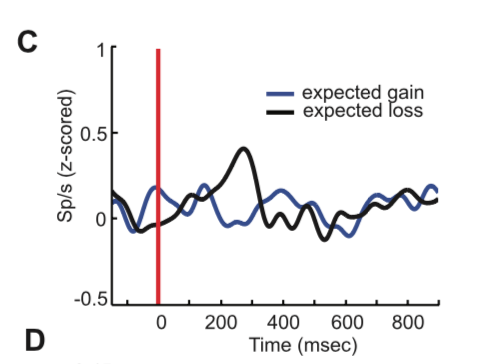 C
1
expected gain
expected loss
0.5
Sp/s (z-scored)
0
-0.5
0 200 400 600 800
Time (msec)
D